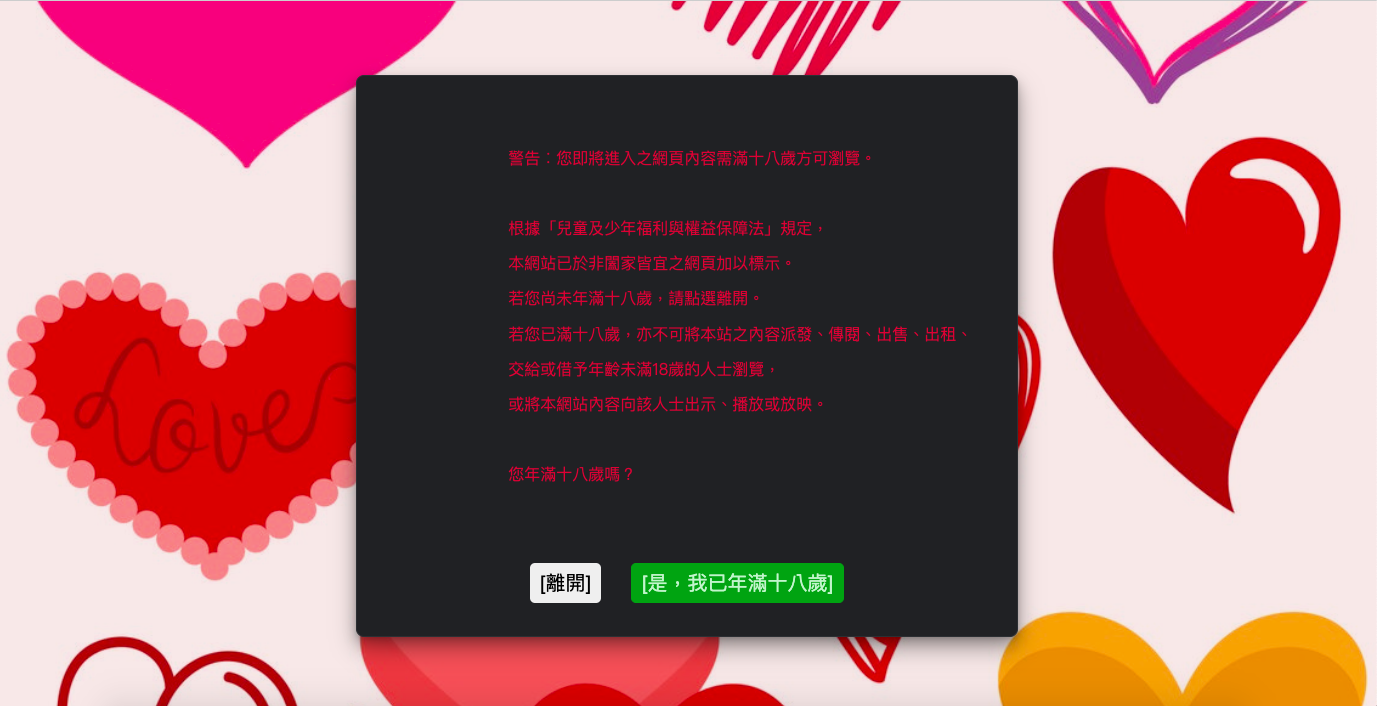 警告：您即將進入之網頁內容需滿十八歲方可瀏覽。
根據「兒童及少年福利與權益保障法」規定，
本網站已於非闔家皆宜之網頁加以標示。
若您尚未年滿十八歲，請點選離開。
若您已滿十八歲，亦不可將本站之內容派發、傳閱、出售、出租、
交給或借予年齡未滿18歲的人士瀏覽，
或將本網站內容向該人士出示、播放或放映。
您年滿十八歲嗎？
[離開] [是，我已年滿十八歲]
Love